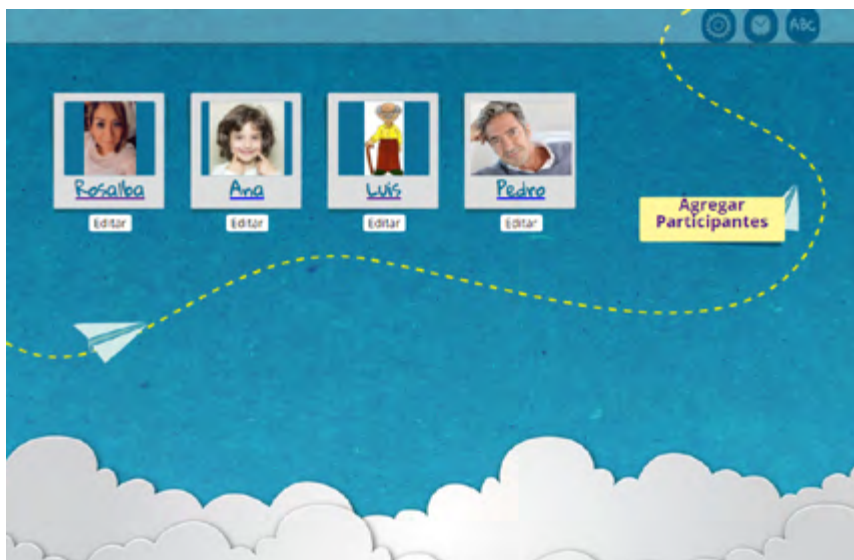 ABC
Rosalba
Ana
Luis
Pedro
Editar
Editar
Editar
Editar
Agregar
Participantes